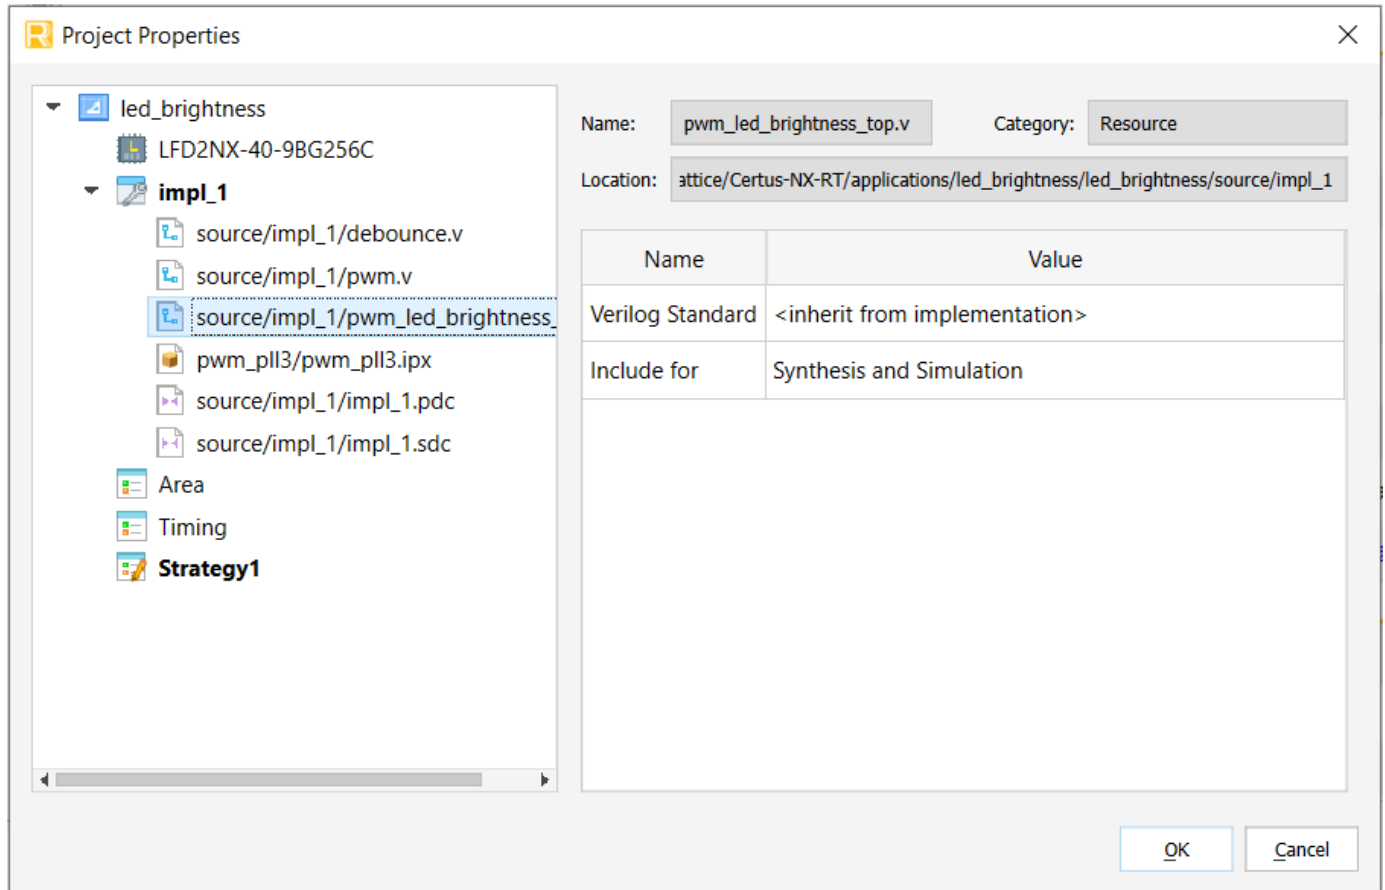 Project Properties
led_brightness
LFD2NX-40-9BG256C
impl_1
source/impl_1/debounce.v
source/impl_1/pwm.v
source/impl_1/pwm_led_brightness_
pwm_pll3/pwm_pll3.ipx
source/impl_1/impl_1.pdc
source/impl_1/impl_1.sdc
Area
Timing
Strategy1
Name: pwm_led_brightness_top.v Category: Resource
Location: attice/Certus-NX-RT/applications/led_brightness/led_brightness/source/impl_1
Name Value
Verilog Standard <inherit from implementation>
Include for Synthesis and Simulation
OK Cancel